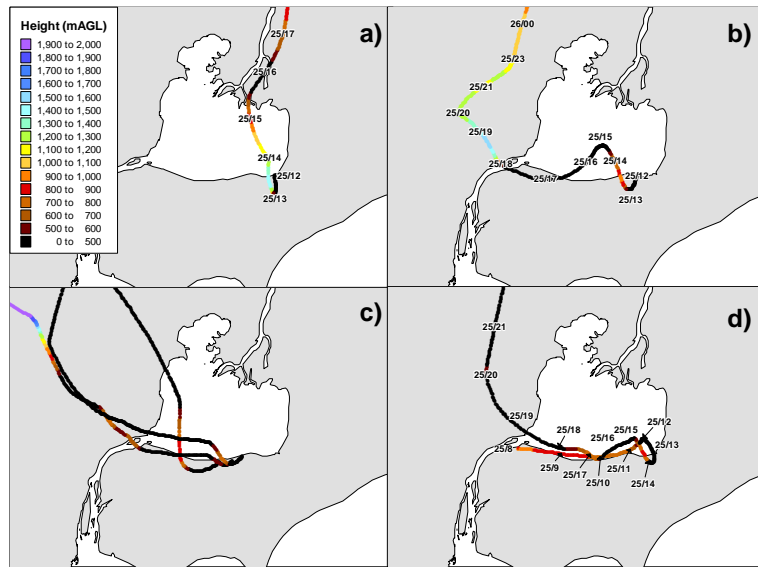 Height (mAGL)
1,900 to 2,000
1,800 to 1,900
1,700 to 1,800
1,600 to 1,700
1,500 to 1,600
1,400 to 1,500
1,300 to 1,400
1,200 to 1,300
1,100 to 1,200
1,000 to 1,100
900 to 1,000
800 to 900
700 to 800
600 to 700
500 to 600
0 to 500
a)
25/17
25/16
25/15
25/14
25/12
25/13
b)
26/00
25/23
25/21
25/20
25/19
25/18
25/17
25/16
25/15
25/14
25/12
25/13
c)
d)
25/21
25/20
25/19
25/18
25/16
25/15
25/12
25/13
25/8
25/9
25/17
25/10
25/11
25/14